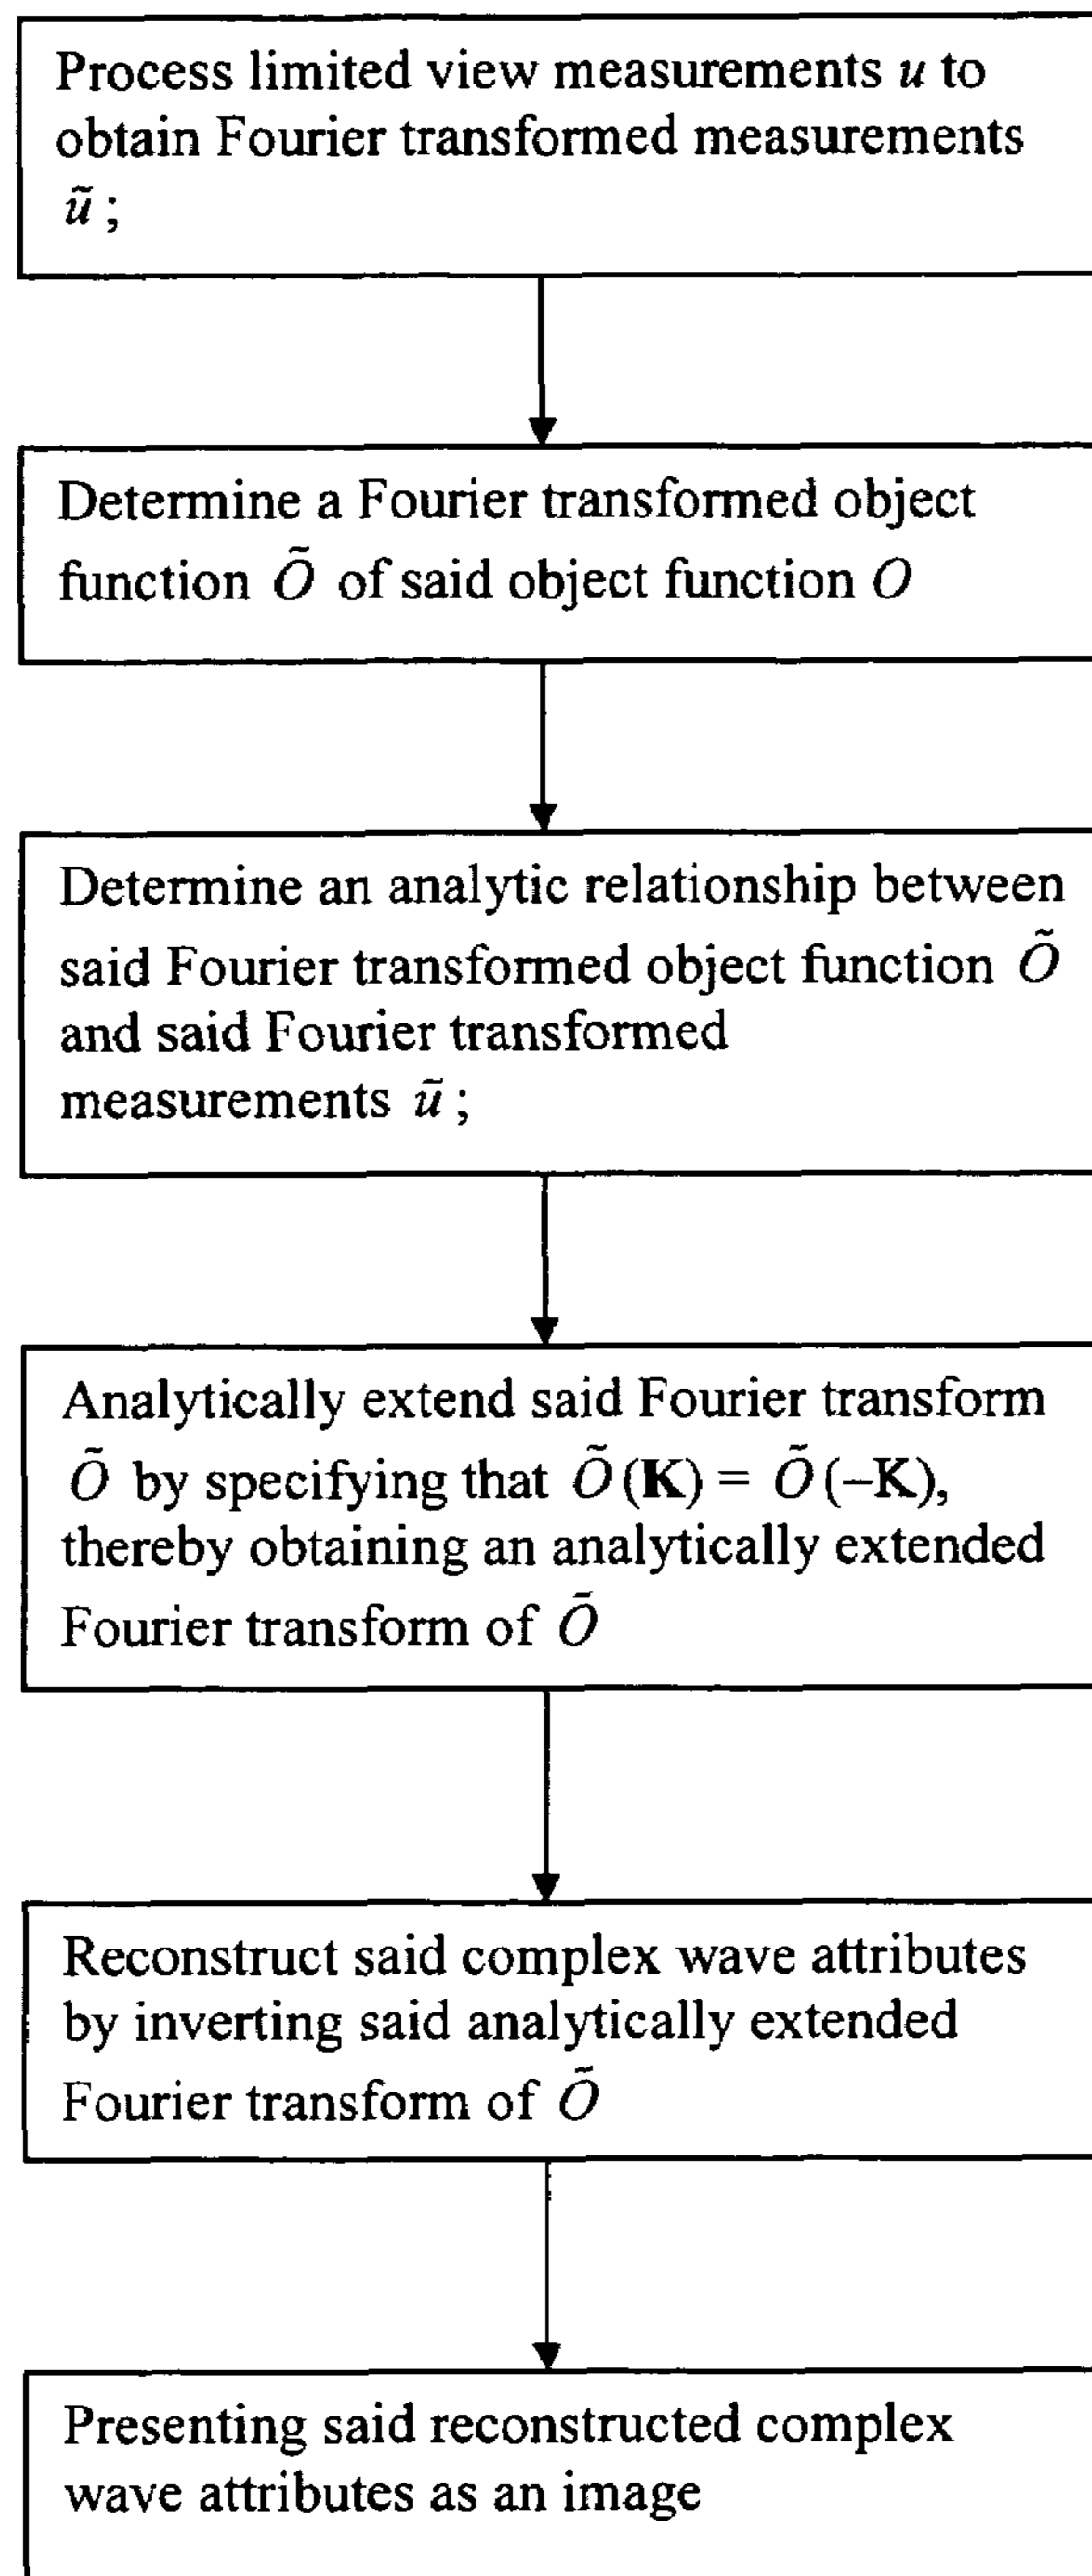 Process limited view measurements u to
obtain Fourier transformed measurements
ũ ;
Determine a Fourier transformed object
function Õ of said object function O
Determine an analytic relationship between
said Fourier transformed object function Õ
and said Fourier transformed
measurements ũ ;
Analytically extend said Fourier transform
Õ by specifying that Õ(K) = Õ(–K),
thereby obtaining an analytically extended
Fourier transform of Õ
Reconstruct said complex wave attributes
by inverting said analytically extended
Fourier transform of Õ
Presenting said reconstructed complex
wave attributes as an image